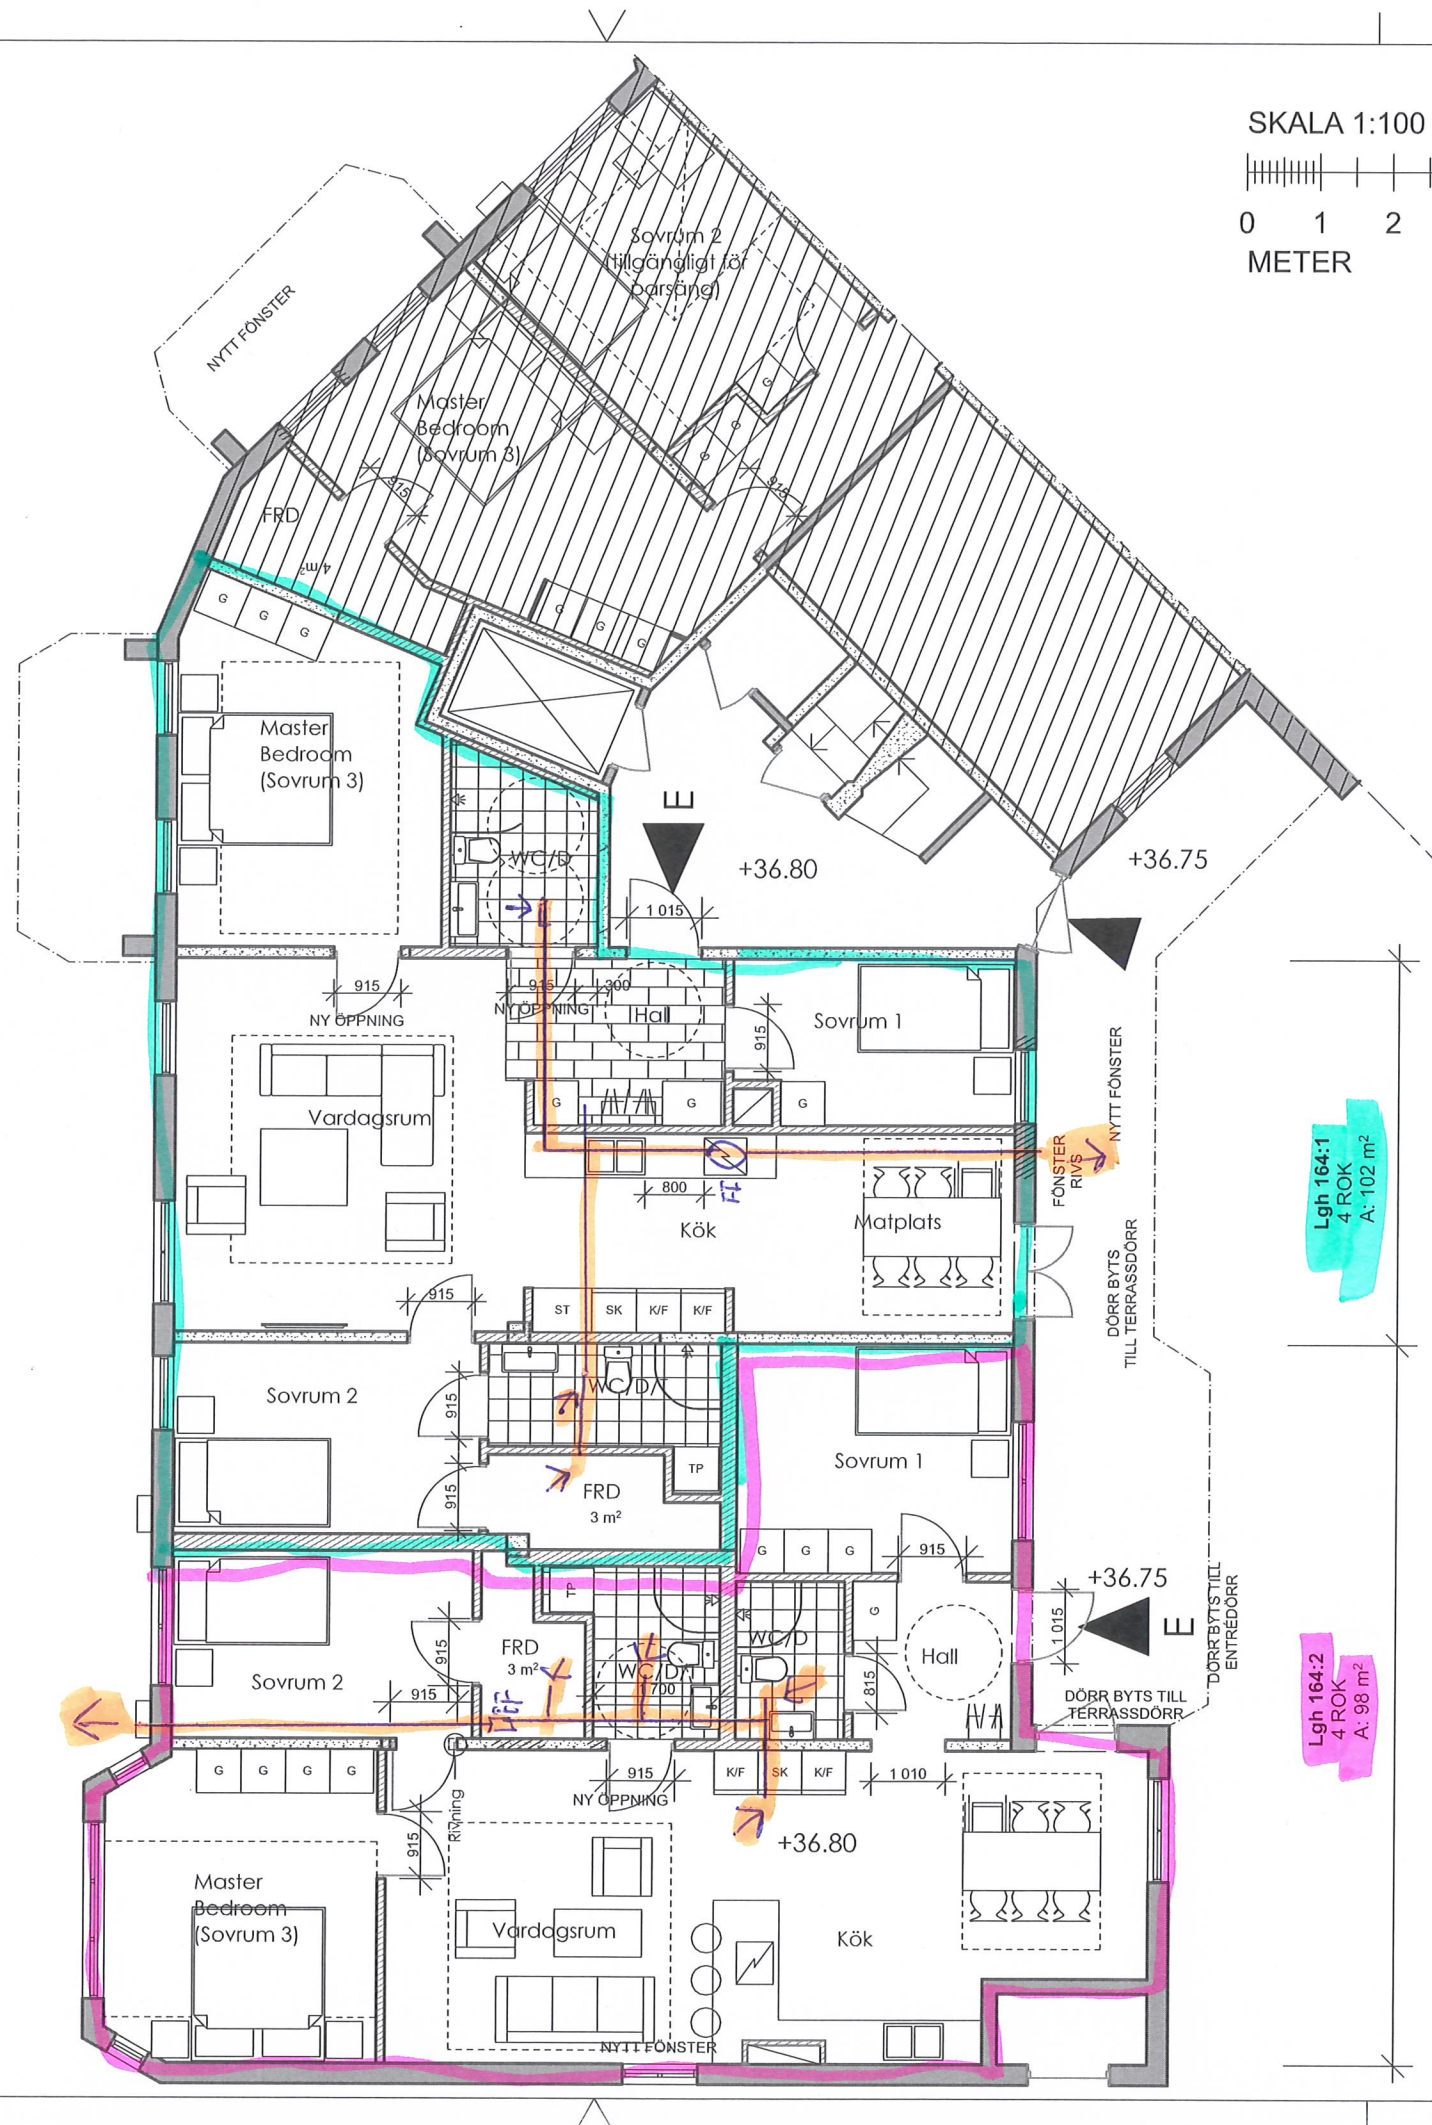 SKALA 1:100
0 1 2
METER
Sovrum 2
(tillgängligt för
parsäng)
NYTT FÖNSTER
G
G
G
Master
Bedroom
(Sovrum 3)
915
915
FRD
4 m²
G
G
G
G
G
G
Master
Bedroom
(Sovrum 3)
E
WC/D
+36.80
+36.75
1 015
915
NY ÖPPNING
915
300
NY ÖPPNING
Hall
915
Sovrum 1
NYTT FÖNSTER
G
G
G
Vardagsrum
FÖNSTER
RIVS
800
FF
Kök
Matplats
Lgh 164:1
4 ROK
A: 102 m²
DÖRR BYTS
TILL TERRASSDÖRR
915
ST
SK
K/F
K/F
Sovrum 2
915
WC/D/T
Sovrum 1
915
FRD
3 m²
TP
G
G
G
915
+36.75
TP
DÖRR BYTS TILL
ENTRÉDÖRR
E
1 015
915
FRD
3 m²
WC/D/T
1700
WC/D
G
815
Hall
Sovrum 2
915
FF
DÖRR BYTS TILL
TERRASSDÖRR
Lgh 164:2
4 ROK
A: 98 m²
G
G
G
G
Rivning
915
915
NY ÖPPNING
K/F
SK
K/F
1 010
+36.80
Master
Bedroom
(Sovrum 3)
Vardagsrum
Kök
NYTT FÖNSTER